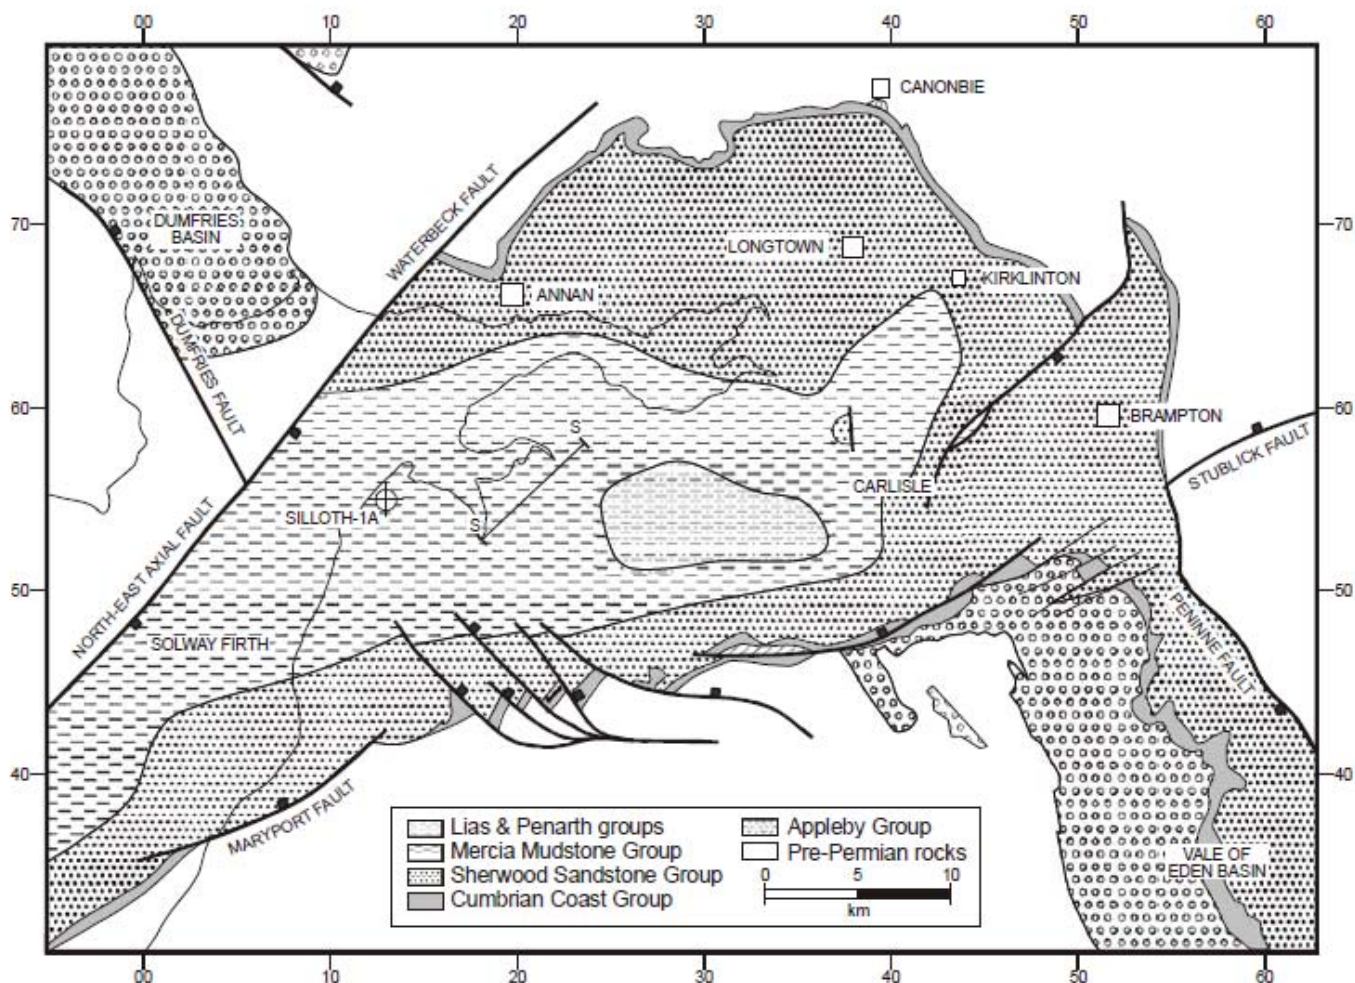 00 10 20 30 40 50 60
CANONBIE
WATERBECK FAULT
70 DUMFRIES LONGTOWN 70
BASIN
KIRKLINTON
ANNAN
DUMFRIES FAULT
60 60
BRAMPTON
S
STUBLICK FAULT
CARLISLE
SILLOTH-1A
S
NORTH-EAST AXIAL FAULT
50 50
PENINNE FAULT
SOLWAY FIRTH
40 40
MARYPORT FAULT
Lias & Penarth groups
Mercia Mudstone Group
Sherwood Sandstone Group
Cumbrian Coast Group
Appleby Group
Pre-Permian rocks
0 5 10
km
VALE OF
EDEN BASIN
00 10 20 30 40 50 60